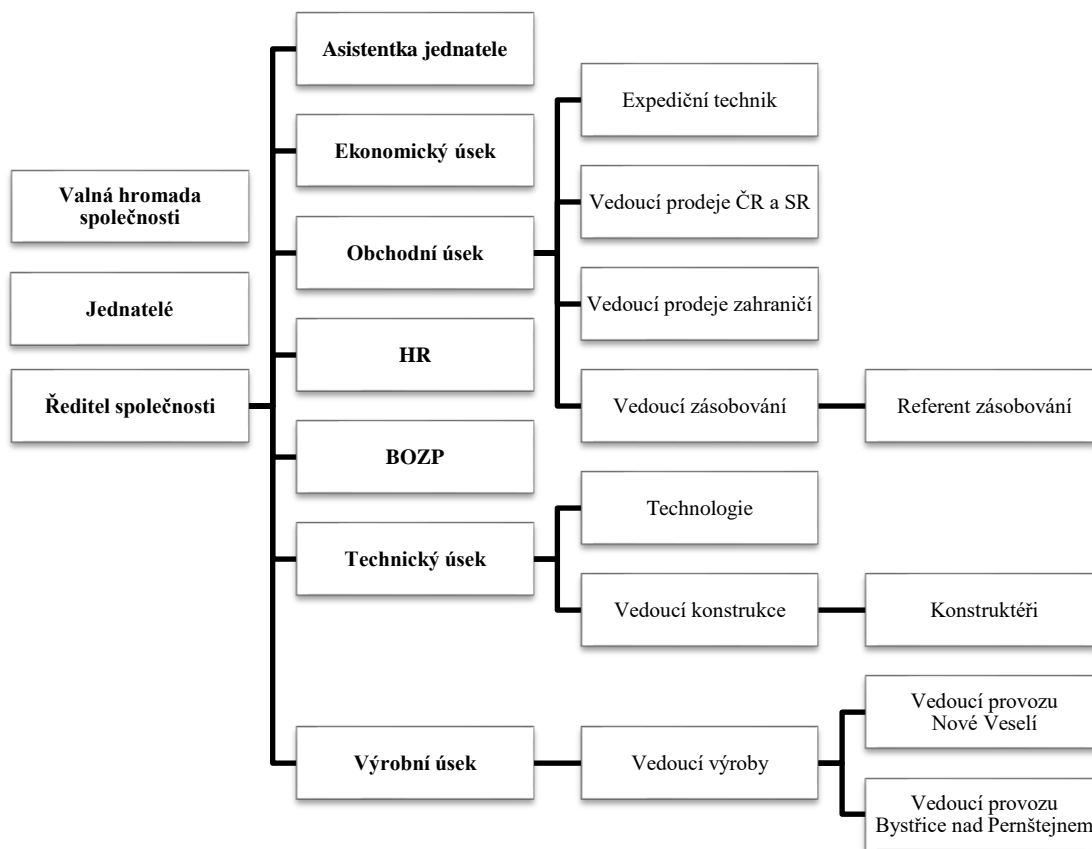 Valná hromada
společnosti
Jednatelé
Ředitel společnosti
Asistentka jednatele
Ekonomický úsek
Obchodní úsek
HR
BOZP
Technický úsek
Výrobní úsek
Expediční technik
Vedoucí prodeje ČR a SR
Vedoucí prodeje zahraničí
Vedoucí zásobování
Technologie
Vedoucí konstrukce
Vedoucí výroby
Referent zásobování
Konstruktéři
Vedoucí provozu
Nové Veselí
Vedoucí provozu
Bystřice nad Pernštejnem